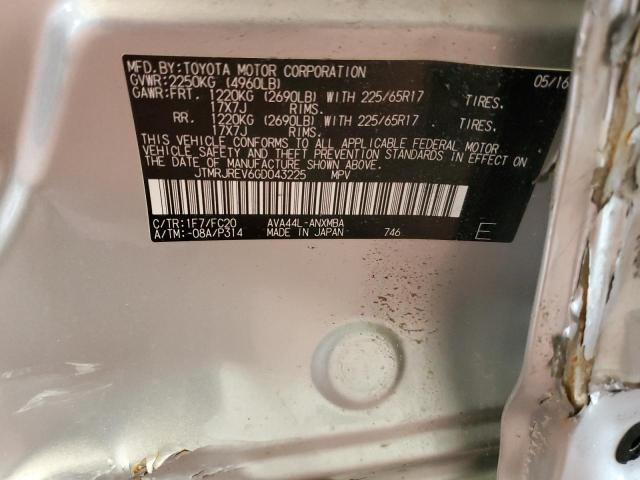 MFD.BY:TOYOTA MOTOR CORPORATION 05/16
GVWR:2250KG (4960LB)
GAWR:FRT. 1220KG (2690LB) WITH 225/65R17 TIRES.
17X7J RIMS.
RR. 1220KG (2690LB) WITH 225/65R17 TIRES.
17X7J RIMS.
THIS VEHICLE CONFORMS TO ALL APPLICABLE FEDERAL MOTOR
VEHICLE SAFETY AND THEFT PREVENTION STANDARDS IN EFFECT
ON THE DATE OF MANUFACTURE SHOWN ABOVE.
JTMRJREV6GD043225 MPV
C/TR:1F7/FC20 AVA44L-ANXMBA
A/TM:-08A/P314 MADE IN JAPAN 746 E